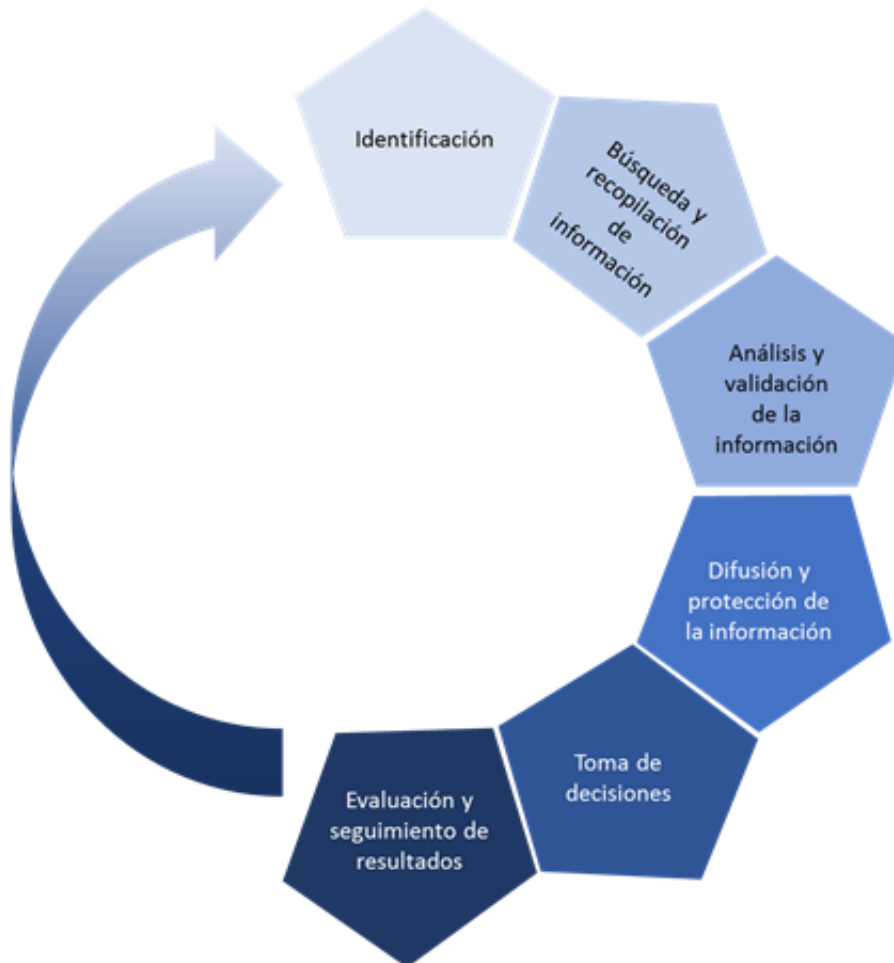 Identificación
Búsqueda y
recopilación
de
información
Análisis y
validación
de la
información
Difusión y
protección de
la información
Toma de
decisiones
Evaluación y
seguimiento de
resultados